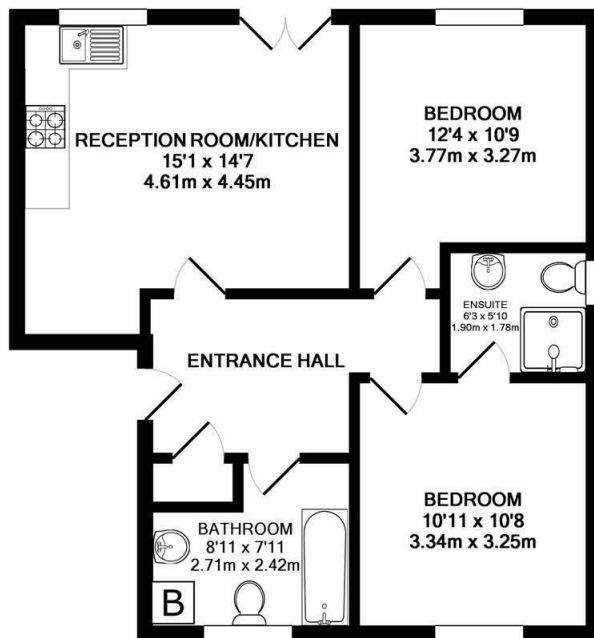 RECEPTION ROOM/KITCHEN
15'1 x 14'7
4.61m x 4.45m
BEDROOM
12'4 x 10'9
3.77m x 3.27m
ENSUITE
6'3 x 5'10
1.90m x 1.78m
ENTRANCE HALL
BATHROOM
8'11 x 7'11
2.71m x 2.42m
B
BEDROOM
10'11 x 10'8
3.34m x 3.25m